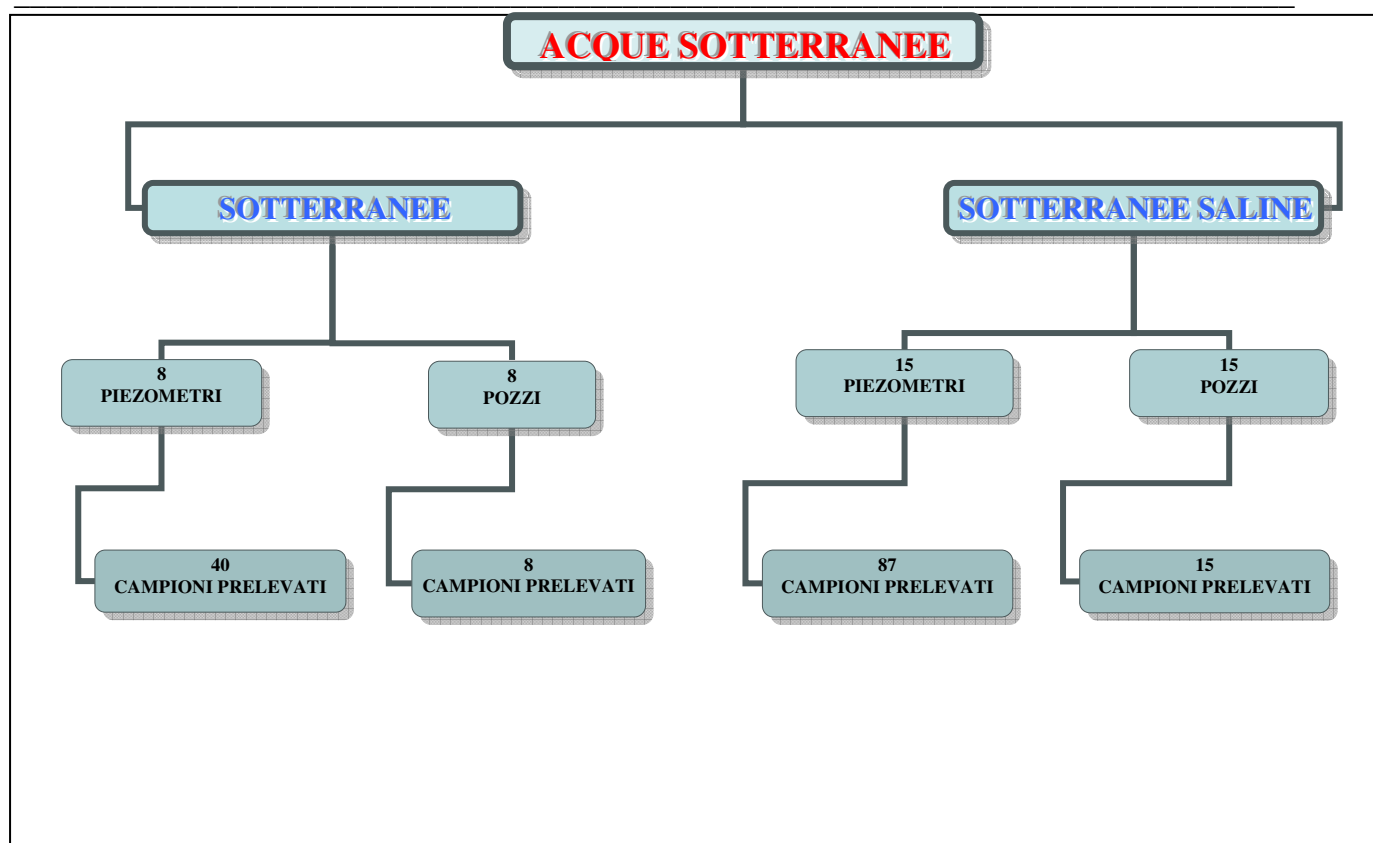 ACQUE SOTTERRANEE
SOTTERRANEE
SOTTERRANEE SALINE
8
PIEZOMETRI
8
POZZI
15
PIEZOMETRI
15
POZZI
40
CAMPIONI PRELEVATI
8
CAMPIONI PRELEVATI
87
CAMPIONI PRELEVATI
15
CAMPIONI PRELEVATI